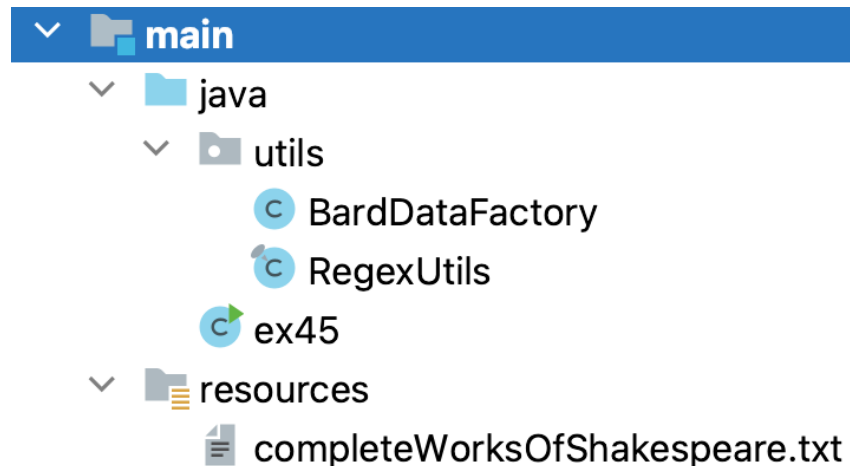 main
java
utils
C BardDataFactory
C RegexUtils
C ex45
resources
completeWorksOfShakespeare.txt